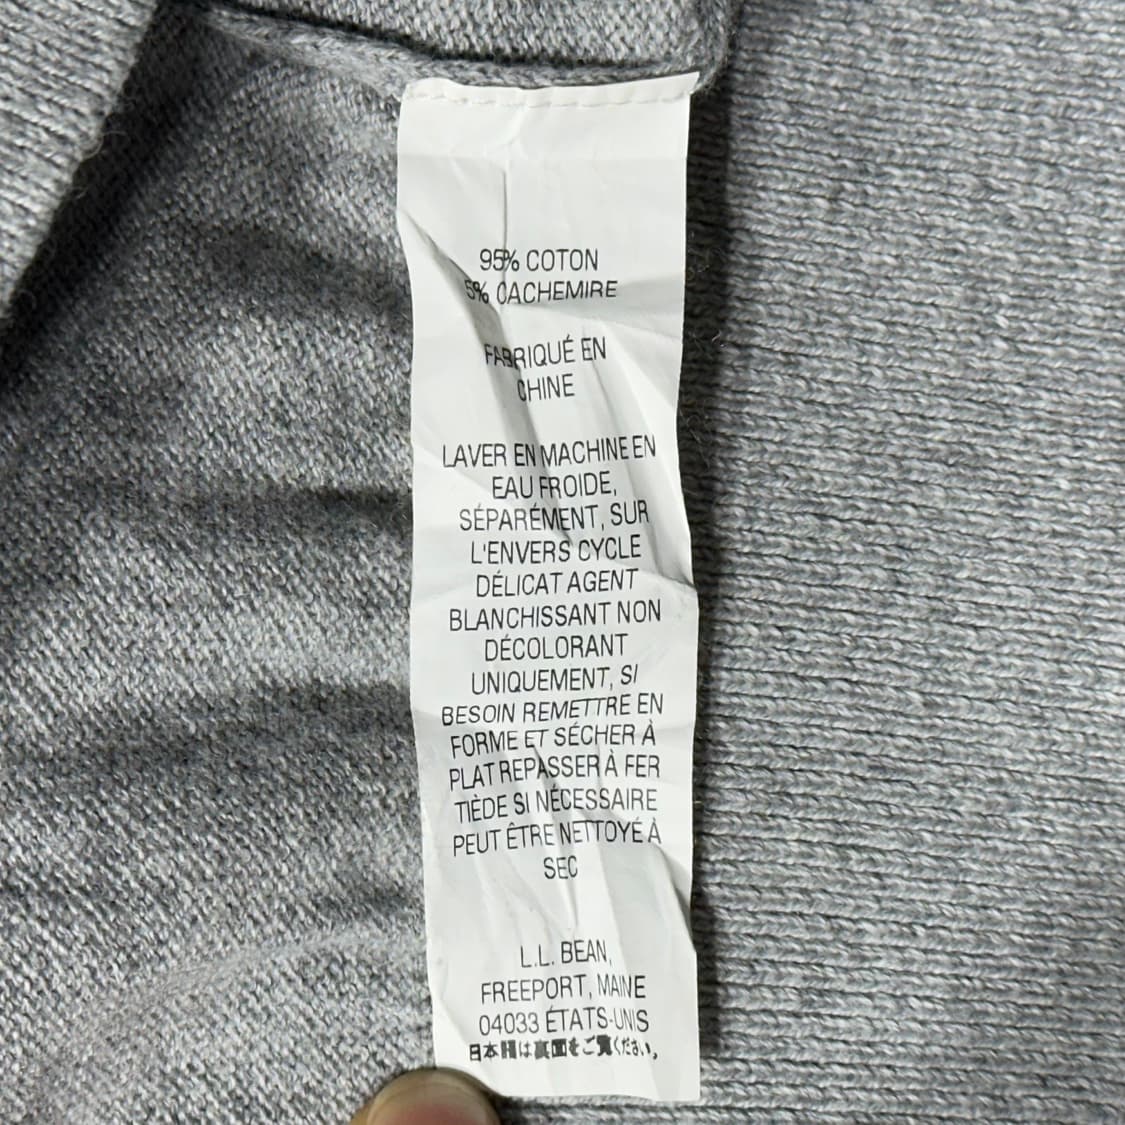 95% COTON
5% CACHEMIRE
FABRIQUÉ EN
CHINE
LAVER EN MACHINE EN
EAU FROIDE,
SÉPARÉMENT, SUR
L'ENVERS CYCLE
DÉLICAT AGENT
BLANCHISSANT NON
DÉCOLORANT
UNIQUEMENT, SI
BESOIN REMETTRE EN
FORME ET SÉCHER À
PLAT REPASSER À FER
TIÈDE SI NÉCESSAIRE
PEUT ÊTRE NETTOYÉ À
SEC
L.L. BEAN,
FREEPORT, MAINE
04033 ÉTATS-UNIS
日本語は裏面をご覧ください。